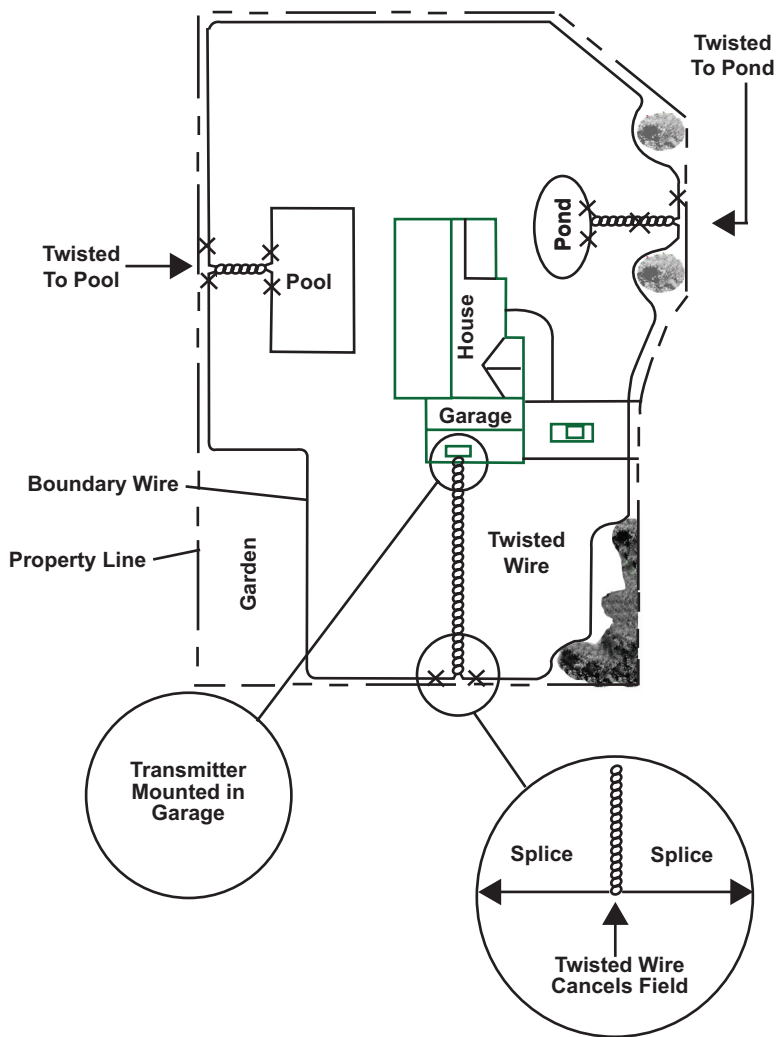 Twisted
To Pond
Twisted
To Pool
Pool
Pond
House
Garage
Boundary Wire
Property Line
Garden
Twisted
Wire
Transmitter
Mounted in
Garage
Splice
Splice
Twisted Wire
Cancels Field